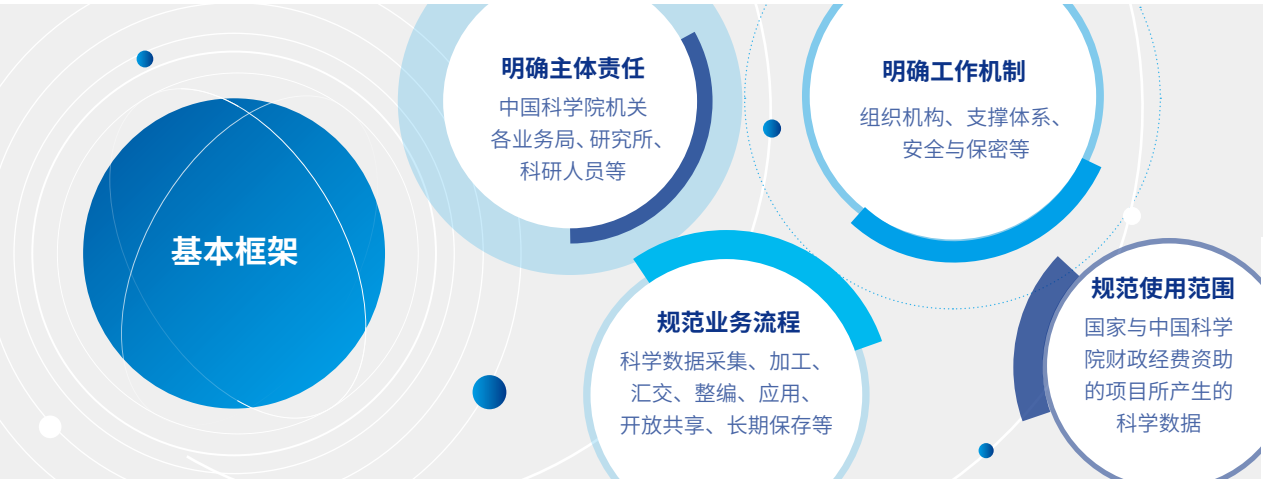 基本框架
明确主体责任
中国科学院机关
各业务局、研究所、
科研人员等
明确工作机制
组织机构、支撑体系、
安全与保密等
规范业务流程
科学数据采集、加工、
汇交、整编、应用、
开放共享、长期保存等
规范使用范围
国家与中国科学
院财政经费资助
的项目所产生的
科学数据